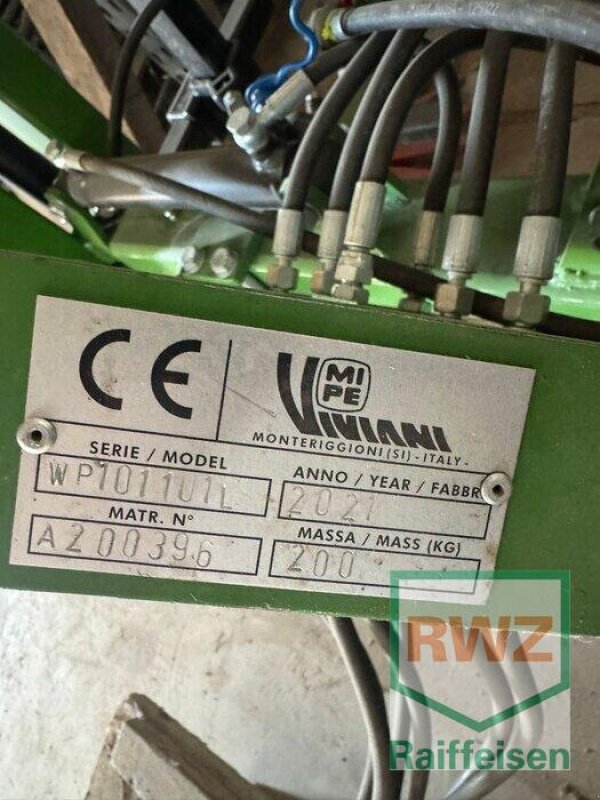 CE
MI
PE
VIVIANI
MONTERIGGIONI (SI) - ITALY -
SERIE / MODEL
WP101101L
ANNO / YEAR / FABBR
2021
MATR. N°
A200396
MASSA / MASS (KG)
200
RWZ
Raiffeisen